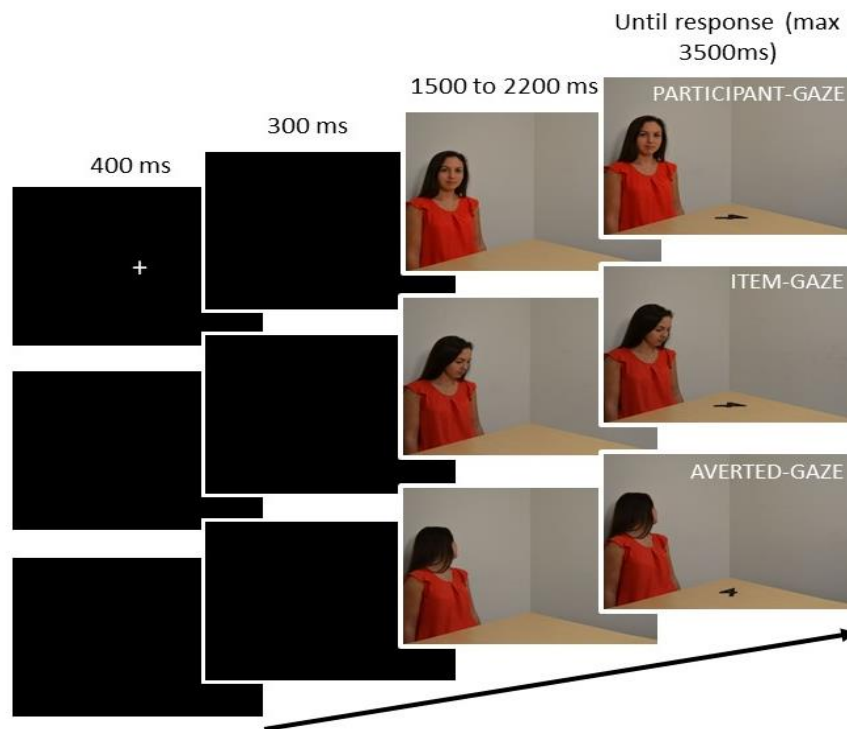 Until response (max
3500ms)
1500 to 2200 ms
300 ms
400 ms
PARTICIPANT-GAZE
ITEM-GAZE
AVERTED-GAZE